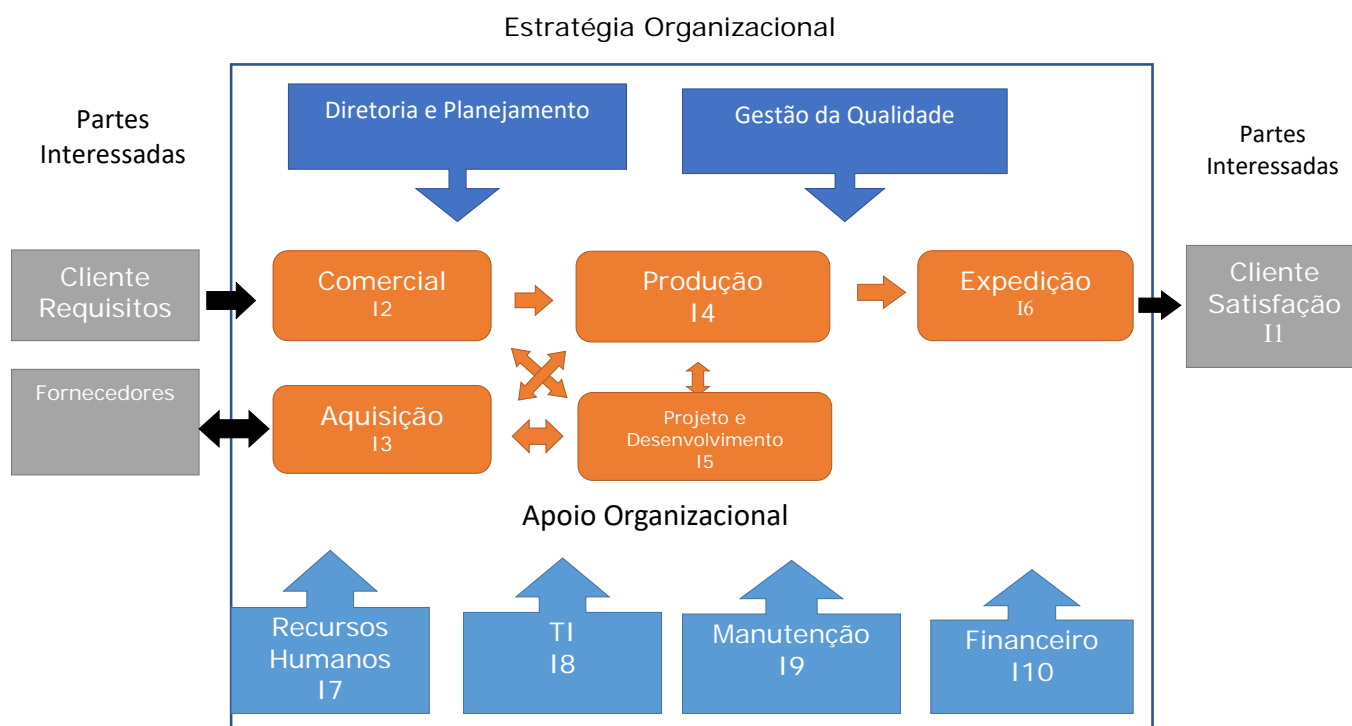 Estratégia Organizacional
Partes
Interessadas
Diretoria e Planejamento
Gestão da Qualidade
Partes
Interessadas
Cliente
Requisitos
Comercial
I2
Produção
I4
Expedição
I6
Cliente
Satisfação
I1
Fornecedores
Aquisição
I3
Projeto e
Desenvolvimento
I5
Apoio Organizacional
Recursos
Humanos
I7
TI
I8
Manutenção
I9
Financeiro
I10